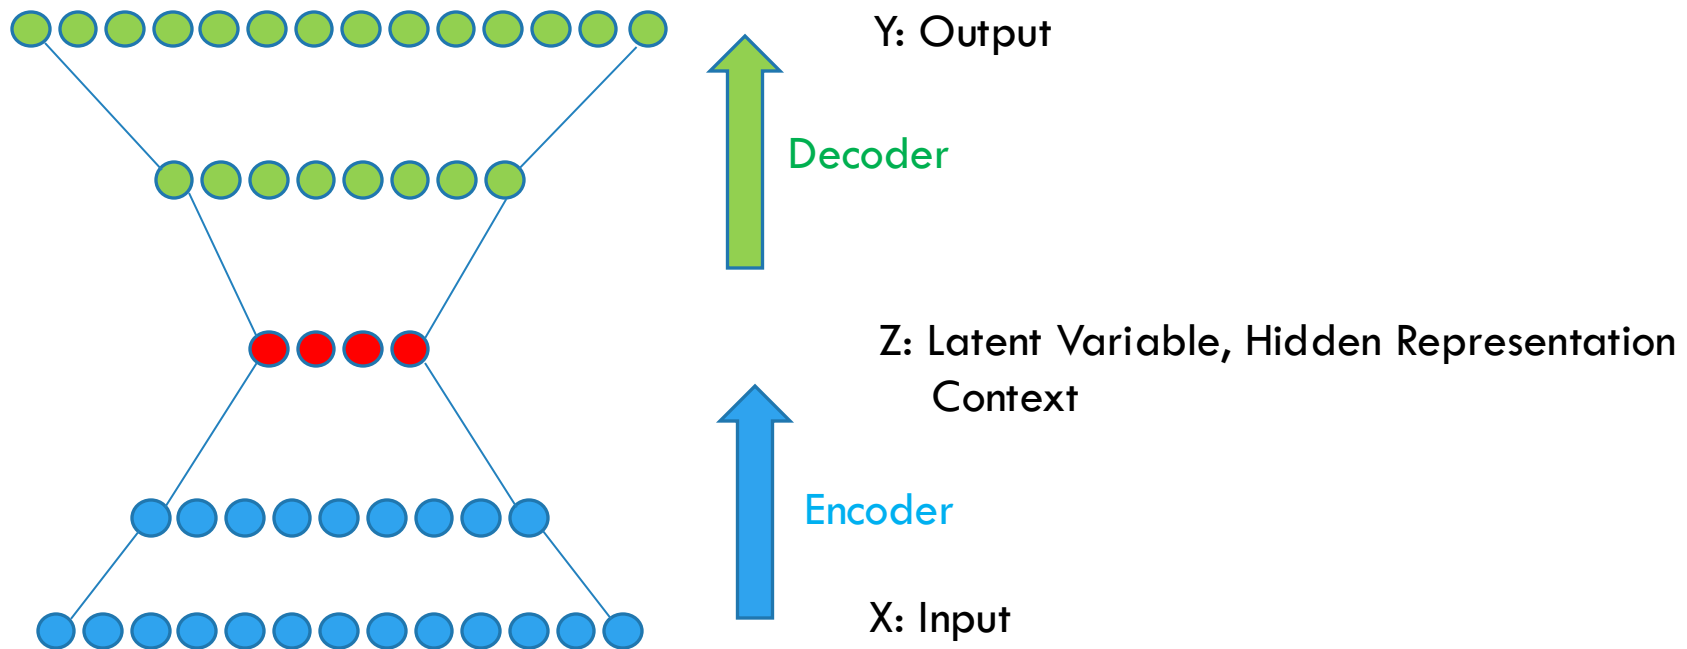 Y: Output
Decoder
Z: Latent Variable, Hidden Representation
Context
Encoder
X: Input